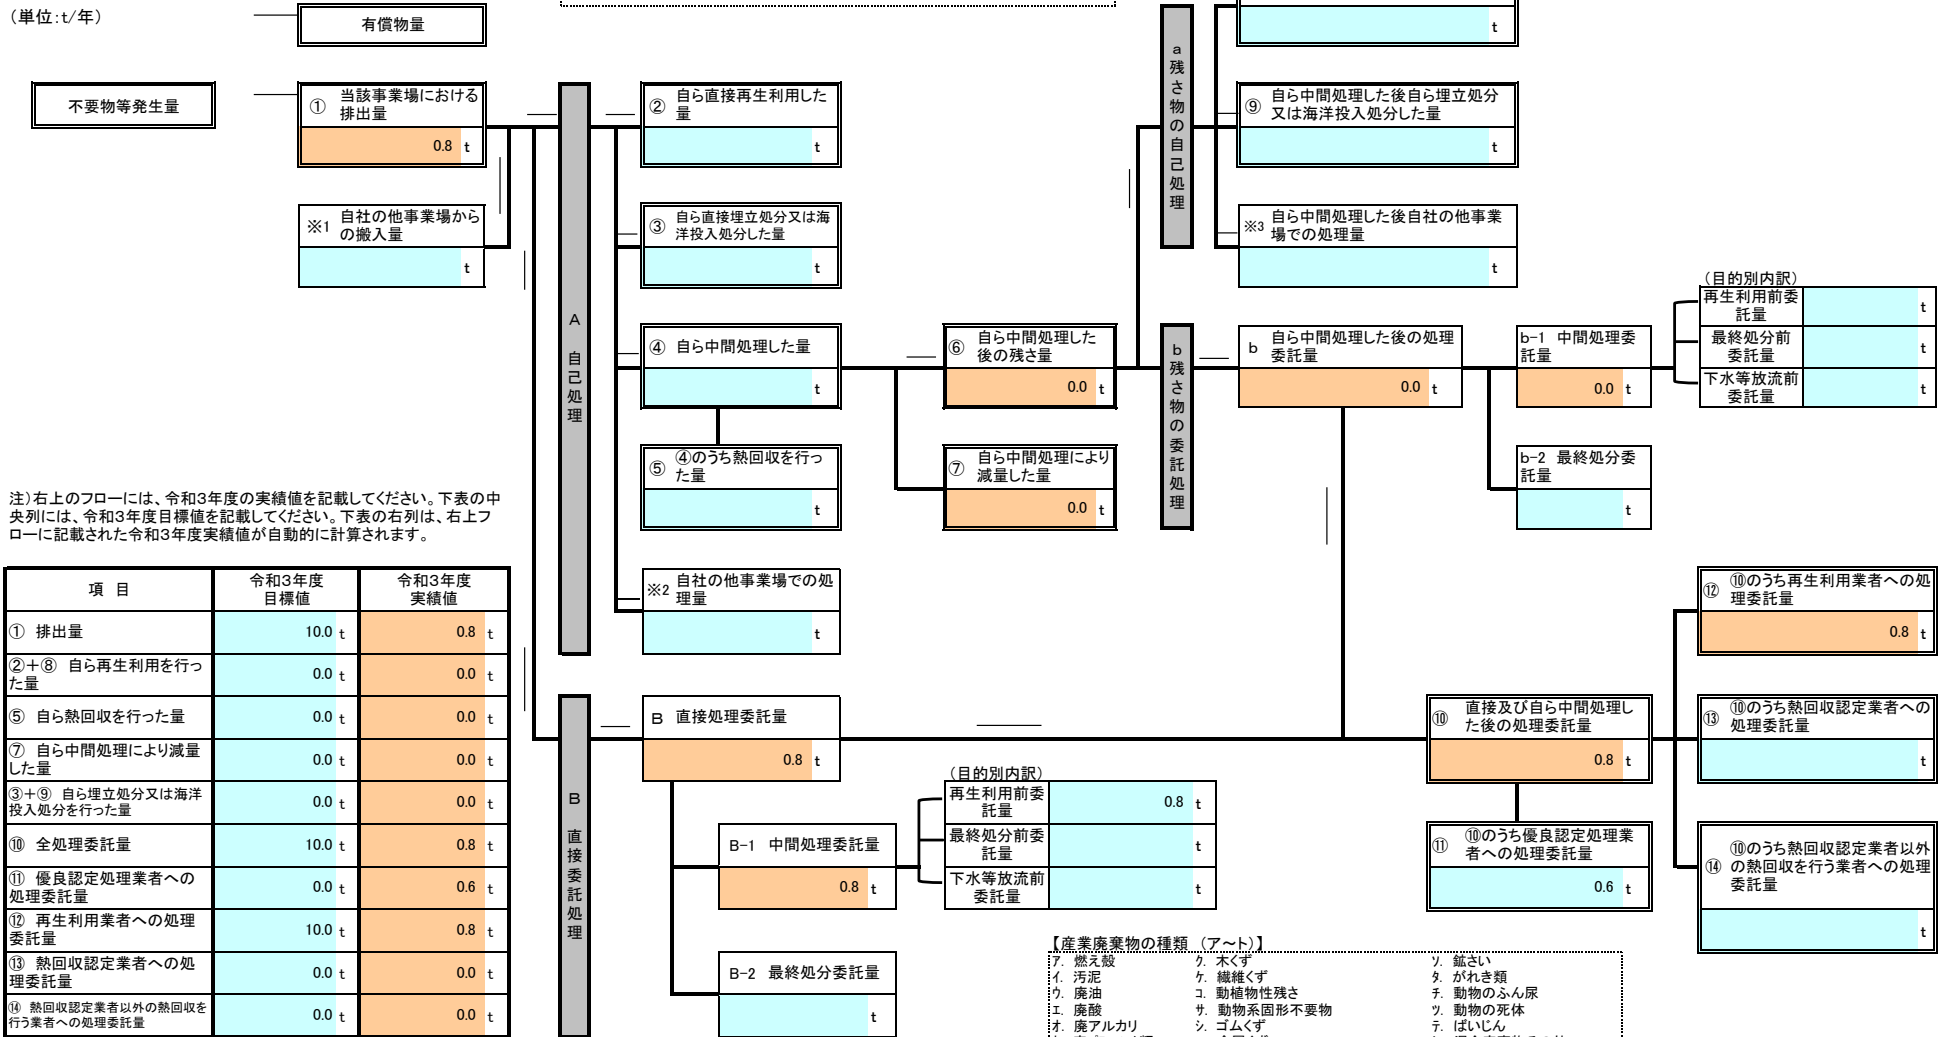 (単位:t/年)
有償物量
t
不要物等発生量
① 当該事業場における
排出量
0.8 t
② 自ら直接再生利用した
量
t
a
残さ物の自己処理
⑨ 自ら中間処理した後自ら埋立処分
又は海洋投入処分した量
t
※1 自社の他事業場から
の搬入量
t
③ 自ら直接埋立処分又は海
洋投入処分した量
t
※3 自ら中間処理した後自社の他事業
場での処理量
t
A 自己処理
④ 自ら中間処理した量
t
⑥ 自ら中間処理した
後の残さ量
0.0 t
b
残さ物の委託処理
b 自ら中間処理した後の処理
委託量
0.0 t
b-1 中間処理委
託量
0.0 t
(目的別内訳)
再生利用前委
託量
t
最終処分前
委託量
t
下水等放流前
委託量
t
⑤ ④のうち熱回収を行っ
た量
t
⑦ 自ら中間処理により
減量した量
0.0 t
b-2 最終処分委
託量
t
注)右上のフローには、令和3年度の実績値を記載してください。下表の中
央列には、令和3年度目標値を記載してください。下表の右列は、右上フ
ローに記載された令和3年度実績値が自動的に計算されます。
※2 自社の他事業場での処
理量
t
項 目 令和3年度
目標値 令和3年度
実績値
① 排出量 10.0 t 0.8 t
②+⑧ 自ら再生利用を行っ
た量 0.0 t 0.0 t
⑤ 自ら熱回収を行った量 0.0 t 0.0 t
⑦ 自ら中間処理により減量
した量 0.0 t 0.0 t
③+⑨ 自ら埋立処分又は海洋
投入処分を行った量 0.0 t 0.0 t
⑩ 全処理委託量 10.0 t 0.8 t
⑪ 優良認定処理業者への
処理委託量 0.0 t 0.6 t
⑫ 再生利用業者への処理
委託量 10.0 t 0.8 t
⑬ 熱回収認定業者への処
理委託量 0.0 t 0.0 t
⑭ 熱回収認定業者以外の熱回収を
行う業者への処理委託量 0.0 t 0.0 t
B 直接委託処理
B 直接処理委託量
0.8 t
B-1 中間処理委託量
0.8 t
(目的別内訳)
再生利用前委
託量
0.8 t
最終処分前委
託量
t
下水等放流前
委託量
t
B-2 最終処分委託量
t
⑩ 直接及び自ら中間処理し
た後の処理委託量
0.8 t
⑪ ⑩のうち優良認定処理業
者への処理委託量
0.6 t
⑫ ⑩のうち再生利用業者への処
理委託量
0.8 t
⑬ ⑩のうち熱回収認定業者への
処理委託量
t
⑭ ⑩のうち熱回収認定業者以外
の熱回収を行う業者への処理
委託量
t
【産業廃棄物の種類 (ア~ト)】
ア. 燃え殻 ク. 木くず ソ. 鉱さい
イ. 汚泥 ケ. 繊維くず タ. がれき類
ウ. 廃油 コ. 動植物性残さ チ. 動物のふん尿
エ. 廃酸 サ. 動物系固形不要物 ツ. 動物の死体
オ. 廃アルカリ シ. ゴムくず テ. ばいじん